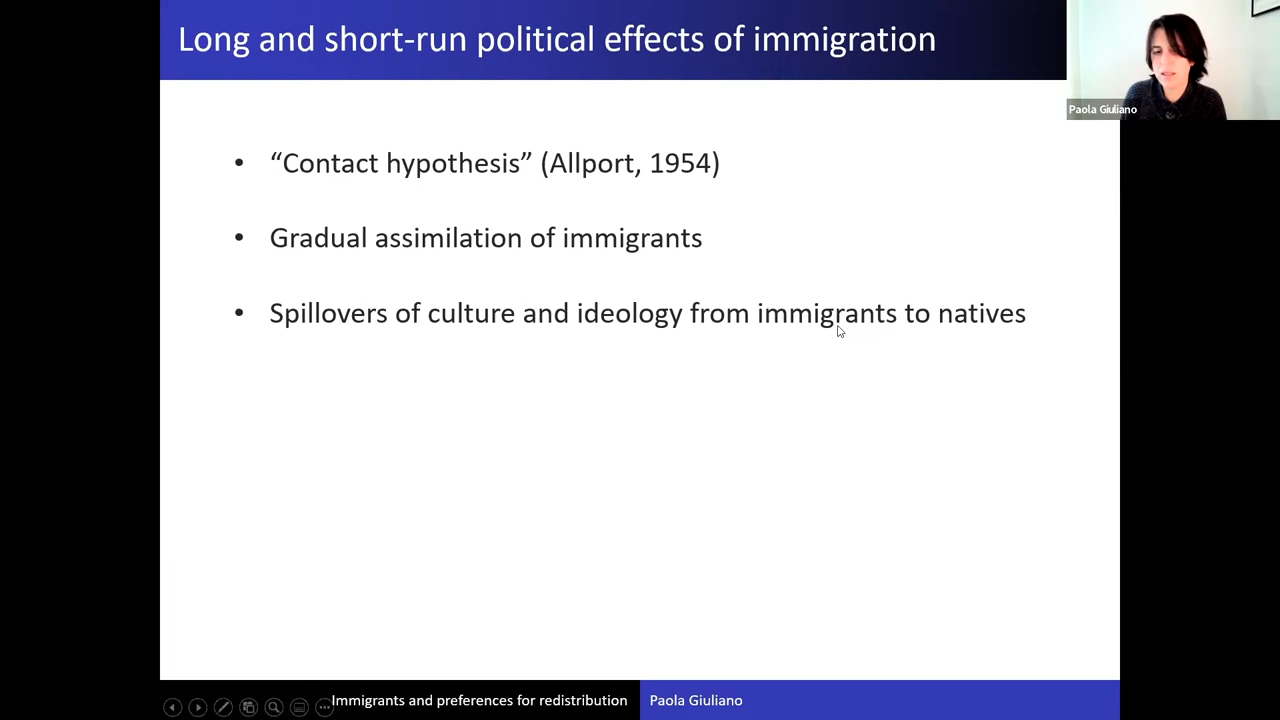 Long and short-run political effects of immigration
Paola Giuliano
• “Contact hypothesis” (Allport, 1954)
• Gradual assimilation of immigrants
• Spillovers of culture and ideology from immigrants to natives
Immigrants and preferences for redistribution
Paola Giuliano